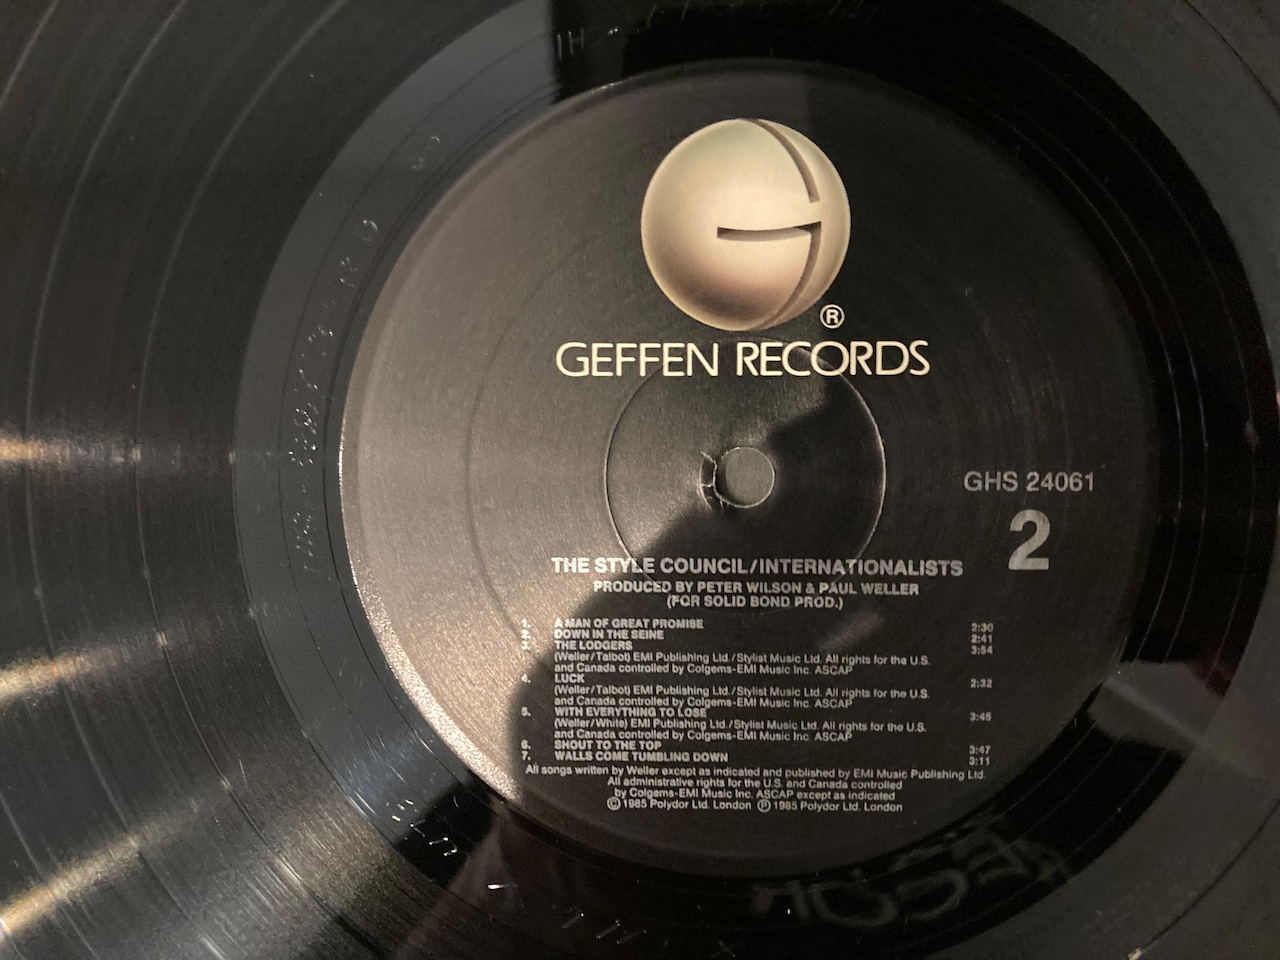 ®
GEFFEN RECORDS
GHS 24061
2
THE STYLE COUNCIL/INTERNATIONALISTS
PRODUCED BY PETER WILSON & PAUL WELLER
(FOR SOLID BOND PROD.)
1. A MAN OF GREAT PROMISE 2:30
2. DOWN IN THE SEINE 2:41
3. THE LODGERS 3:54
(Weller/Talbot) EMI Publishing Ltd./Stylist Music Ltd. All rights for the U.S.
and Canada controlled by Colgems-EMI Music Inc. ASCAP
4. LUCK 2:32
(Weller/Talbot) EMI Publishing Ltd./Stylist Music Ltd. All rights for the U.S.
and Canada controlled by Colgems-EMI Music Inc. ASCAP
5. WITH EVERYTHING TO LOSE 3:45
(Weller/White) EMI Publishing Ltd./Stylist Music Ltd. All rights for the U.S.
and Canada controlled by Colgems-EMI Music Inc. ASCAP
6. SHOUT TO THE TOP 3:47
7. WALLS COME TUMBLING DOWN 3:11
All songs written by Weller except as indicated and published by EMI Music Publishing Ltd.
All administrative rights for the U.S. and Canada controlled
by Colgems-EMI Music Inc. ASCAP except as indicated
©1985 Polydor Ltd. London ℗1985 Polydor Ltd. London